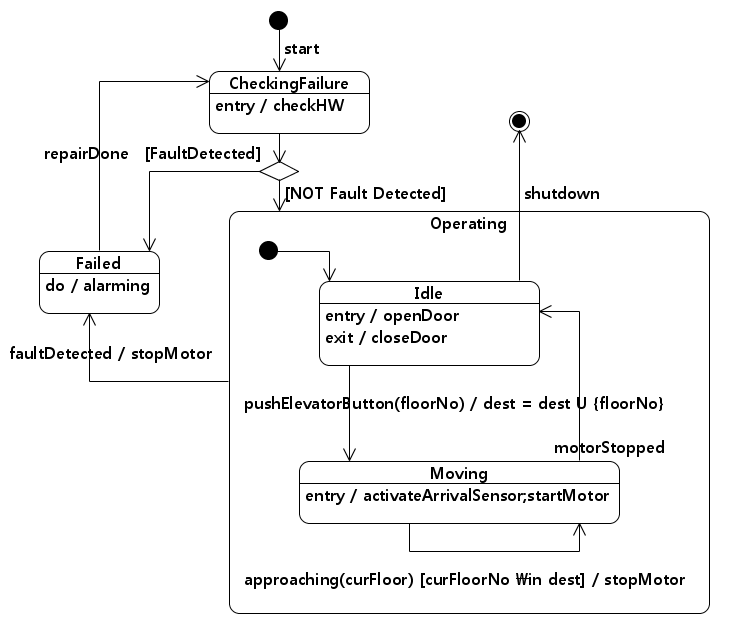 start
CheckingFailure
entry / checkHW
repairDone
[FaultDetected]
[NOT Fault Detected]
shutdown
Operating
Failed
do / alarming
Idle
entry / openDoor
exit / closeDoor
faultDetected / stopMotor
pushElevatorButton(floorNo) / dest = dest U {floorNo}
motorStopped
Moving
entry / activateArrivalSensor;startMotor
approaching(curFloor) [curFloorNo ₩in dest] / stopMotor